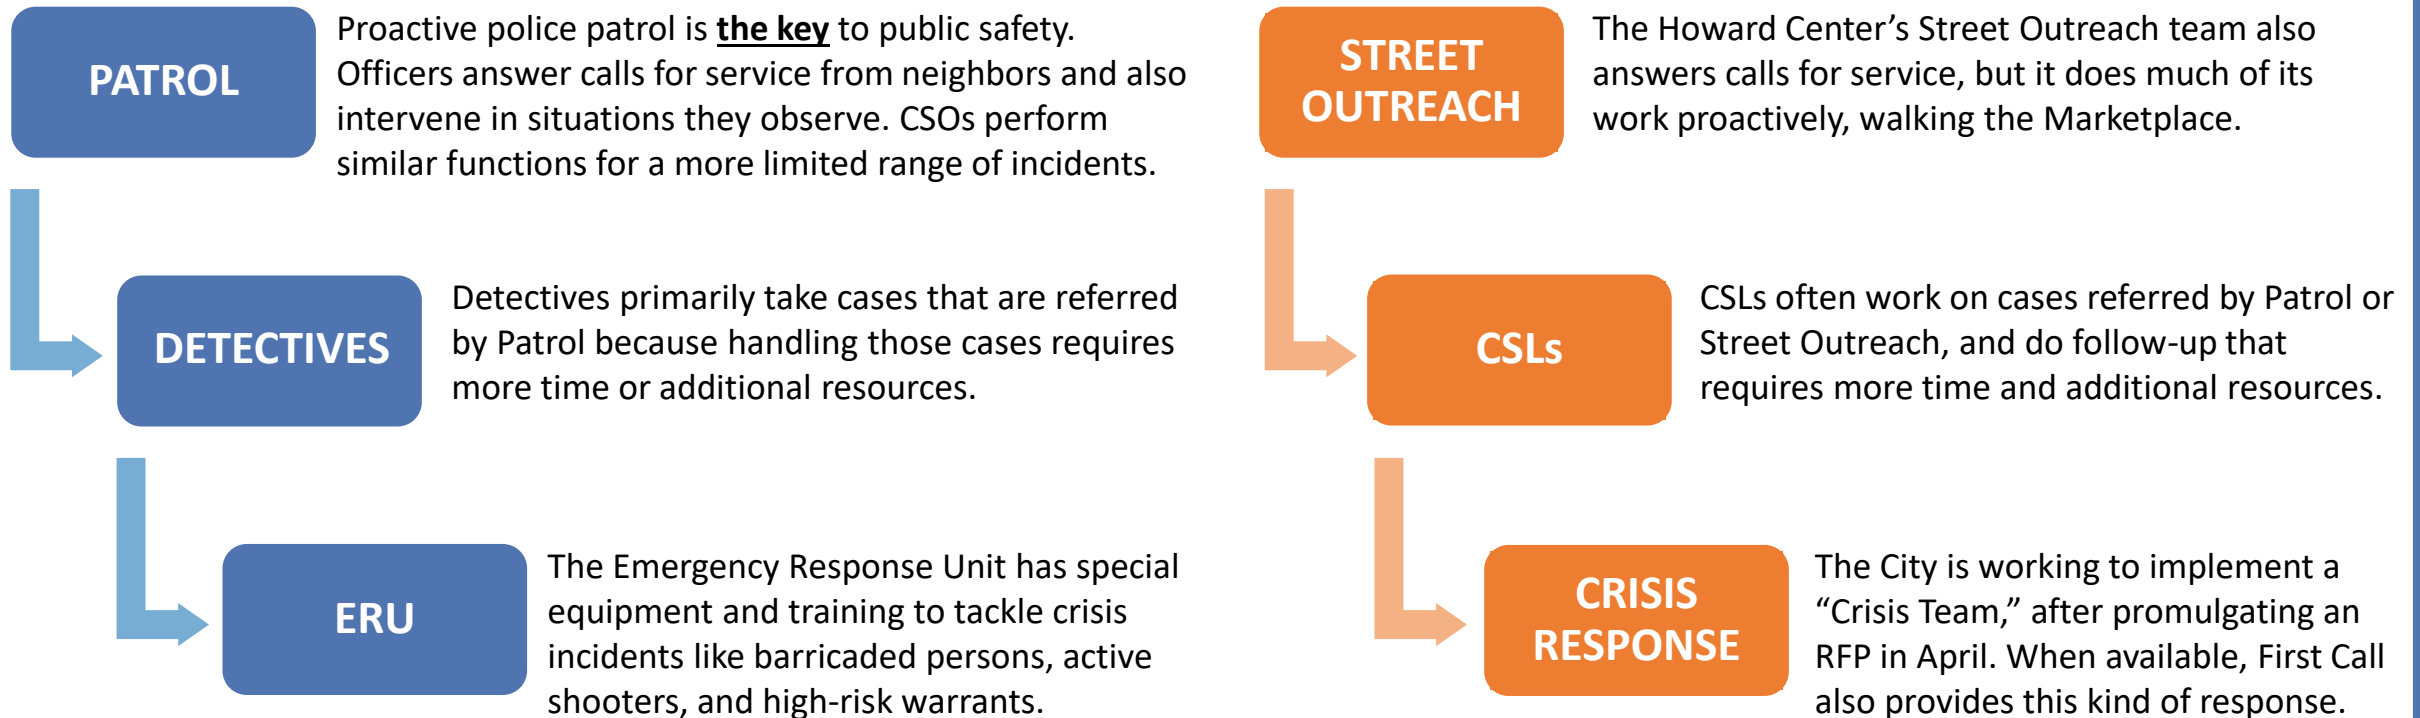 PATROL
Proactive police patrol is the key to public safety.
Officers answer calls for service from neighbors and also
intervene in situations they observe. CSOs perform
similar functions for a more limited range of incidents.
DETECTIVES
Detectives primarily take cases that are referred
by Patrol because handling those cases requires
more time or additional resources.
ERU
The Emergency Response Unit has special
equipment and training to tackle crisis
incidents like barricaded persons, active
shooters, and high-risk warrants.
STREET
OUTREACH
The Howard Center’s Street Outreach team also
answers calls for service, but it does much of its
work proactively, walking the Marketplace.
CSLs
CSLs often work on cases referred by Patrol or
Street Outreach, and do follow-up that
requires more time and additional resources.
CRISIS
RESPONSE
The City is working to implement a
“Crisis Team,” after promulgating an
RFP in April. When available, First Call
also provides this kind of response.